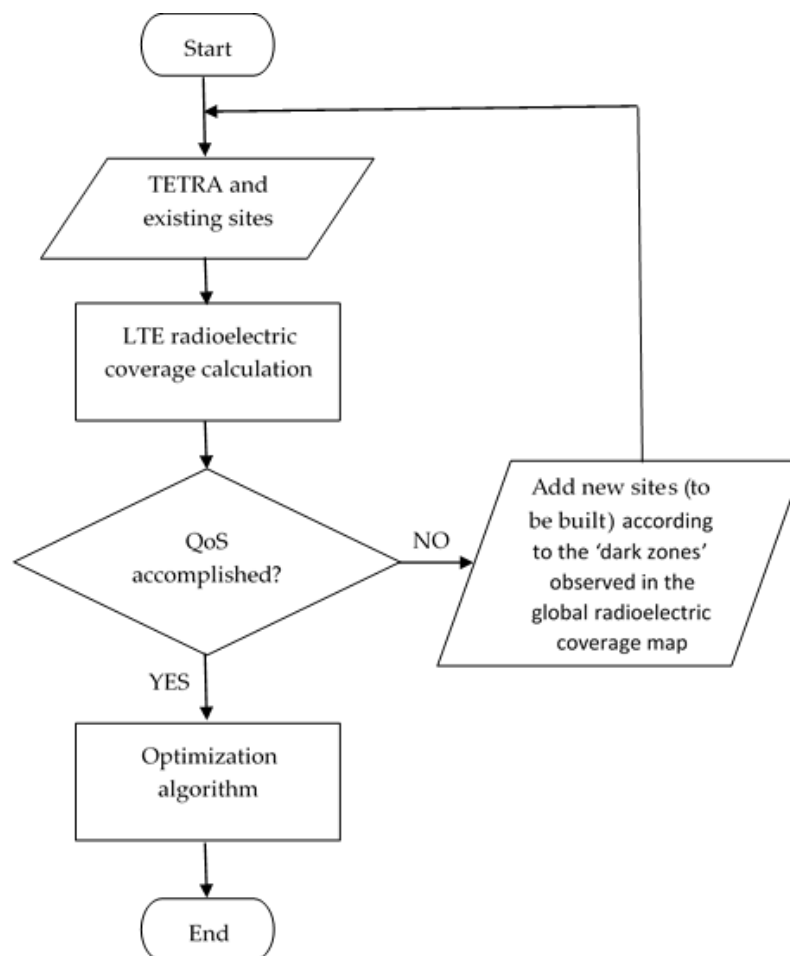 Start
TETRA and
existing sites
LTE radioelectric
coverage calculation
QoS
accomplished?
NO
Add new sites (to
be built) according
to the ‘dark zones’
observed in the
global radioelectric
coverage map
YES
Optimization
algorithm
End